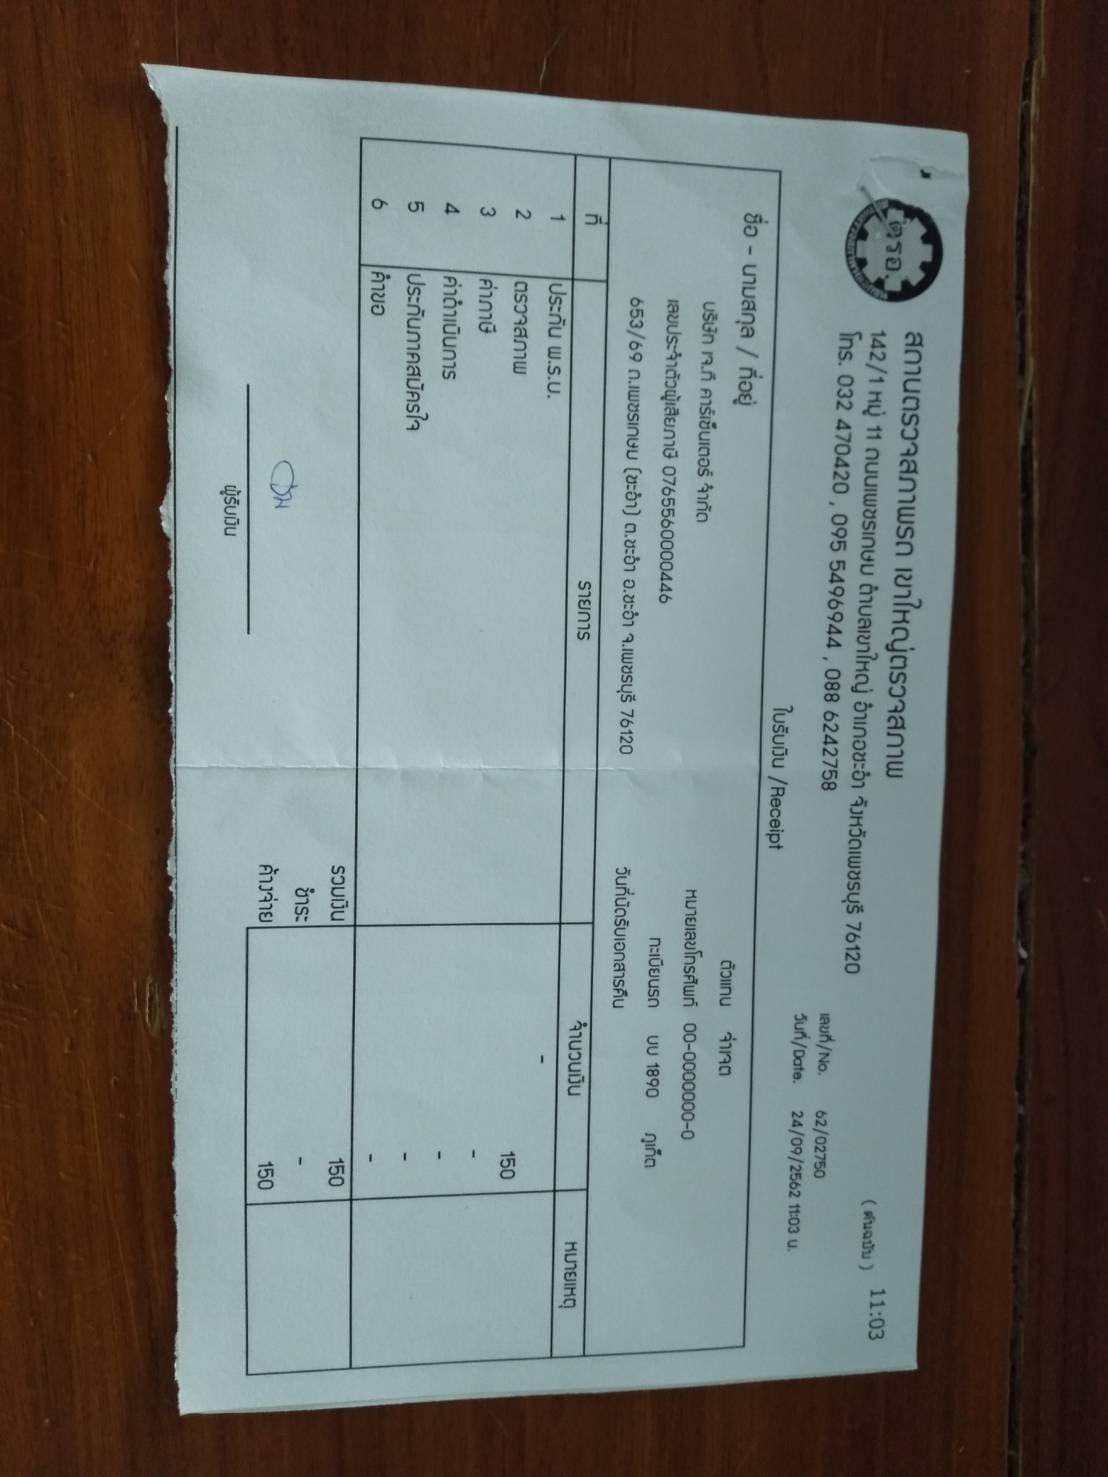 ตรอ.
สถานตรวจสภาพรถ เขาใหญ่ตรวจสภาพ
142/1 หมู่ 11 ถนนเพชรเกษม ตำบลเขาใหญ่ อำเภอชะอำ จังหวัดเพชรบุรี 76120
โทร. 032 470420 , 095 5496944 , 088 6242758
( ต้นฉบับ ) 11:03
เลขที่/No. 62/02750
วันที่/Date. 24/09/2562 11:03 น.
ใบรับเงิน /Receipt
ชื่อ - นามสกุล / ที่อยู่
ตัวแทน จ่าเจต
บริษัท เจ.ที คาร์เซ็นเตอร์ จำกัด
หมายเลขโทรศัพท์ 00-0000000-0
เลขประจำตัวผู้เสียภาษี 0765560000446
ทะเบียนรถ บบ 1890 ภูเก็ต
653/69 ถ.เพชรเกษม (ชะอำ) ต.ชะอำ อ.ชะอำ จ.เพชรบุรี 76120
วันที่นัดรับเอกสารคืน
ที่ รายการ จำนวนเงิน หมายเหตุ
1 ประกัน พ.ร.บ. -
2 ตรวจสภาพ 150
3 ค่าภาษี -
4 ค่าดำเนินการ -
5 ประกันภาคสมัครใจ -
6 คำขอ -
รวมเงิน 150
ชำระ -
ค้างจ่าย 150
ผู้รับเงิน